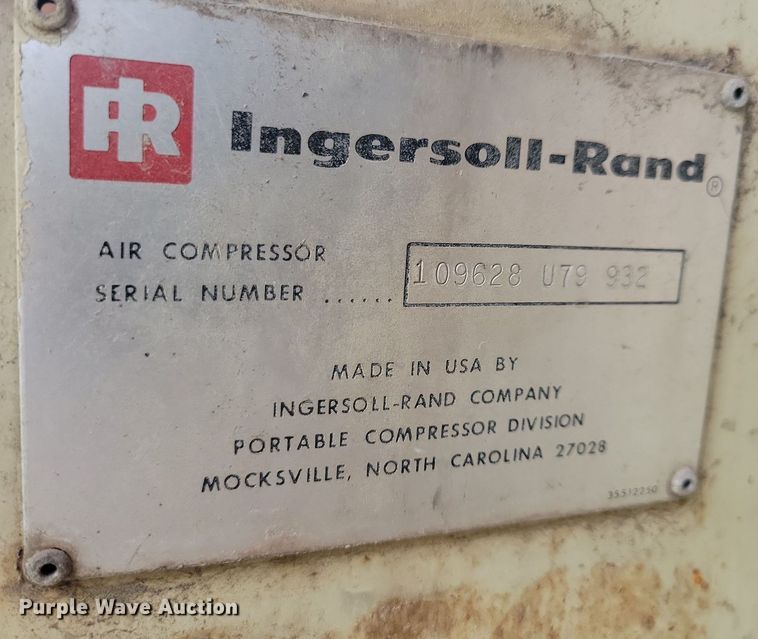 IR Ingersoll-Rand®
AIR COMPRESSOR
SERIAL NUMBER ...... 109628 U79 932
MADE IN USA BY
INGERSOLL-RAND COMPANY
PORTABLE COMPRESSOR DIVISION
MOCKSVILLE, NORTH CAROLINA 27028
35512250
Purple Wave Auction